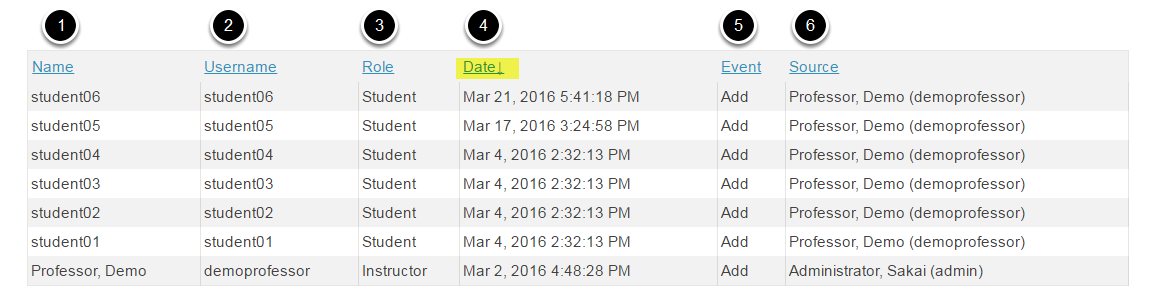 1 2 3 4 5 6
Name Username Role Date↓ Event Source
student06 student06 Student Mar 21, 2016 5:41:18 PM Add Professor, Demo (demoprofessor)
student05 student05 Student Mar 17, 2016 3:24:58 PM Add Professor, Demo (demoprofessor)
student04 student04 Student Mar 4, 2016 2:32:13 PM Add Professor, Demo (demoprofessor)
student03 student03 Student Mar 4, 2016 2:32:13 PM Add Professor, Demo (demoprofessor)
student02 student02 Student Mar 4, 2016 2:32:13 PM Add Professor, Demo (demoprofessor)
student01 student01 Student Mar 4, 2016 2:32:13 PM Add Professor, Demo (demoprofessor)
Professor, Demo demoprofessor Instructor Mar 2, 2016 4:48:28 PM Add Administrator, Sakai (admin)